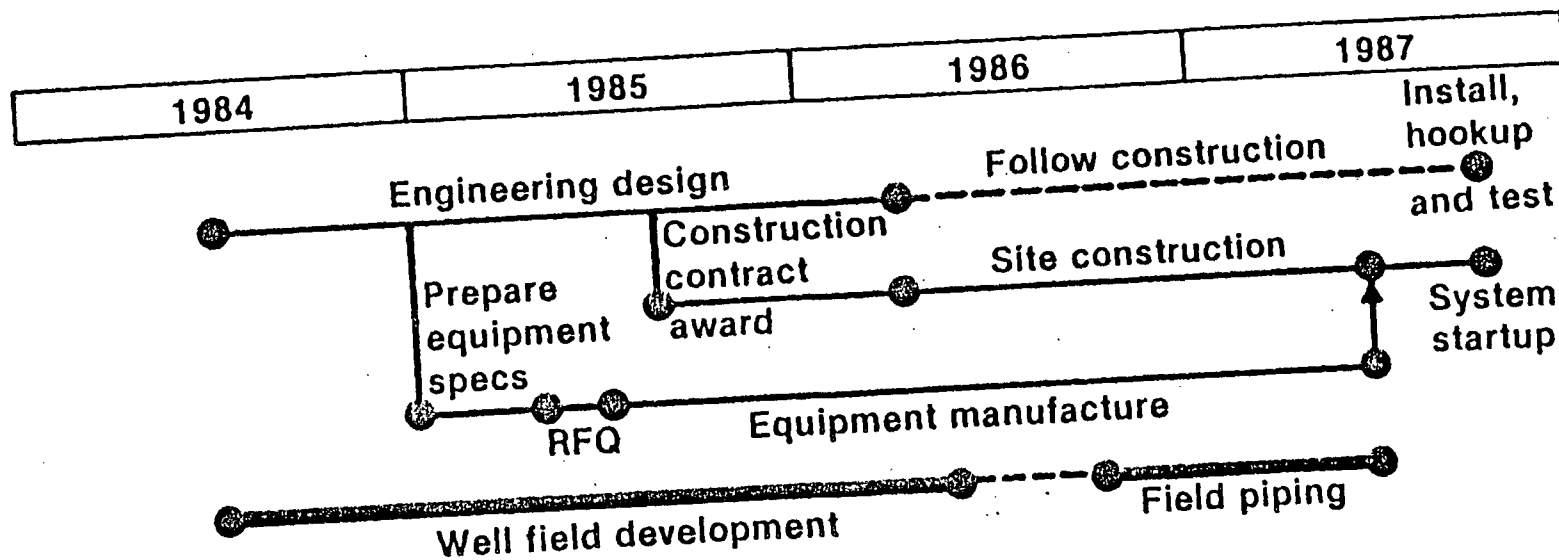 1984 1985 1986 1987
Engineering design
Follow construction
Install,
hookup
and test
Prepare
equipment
specs
Construction
contract
award
Site construction
System
startup
RFQ
Equipment manufacture
Well field development
Field piping